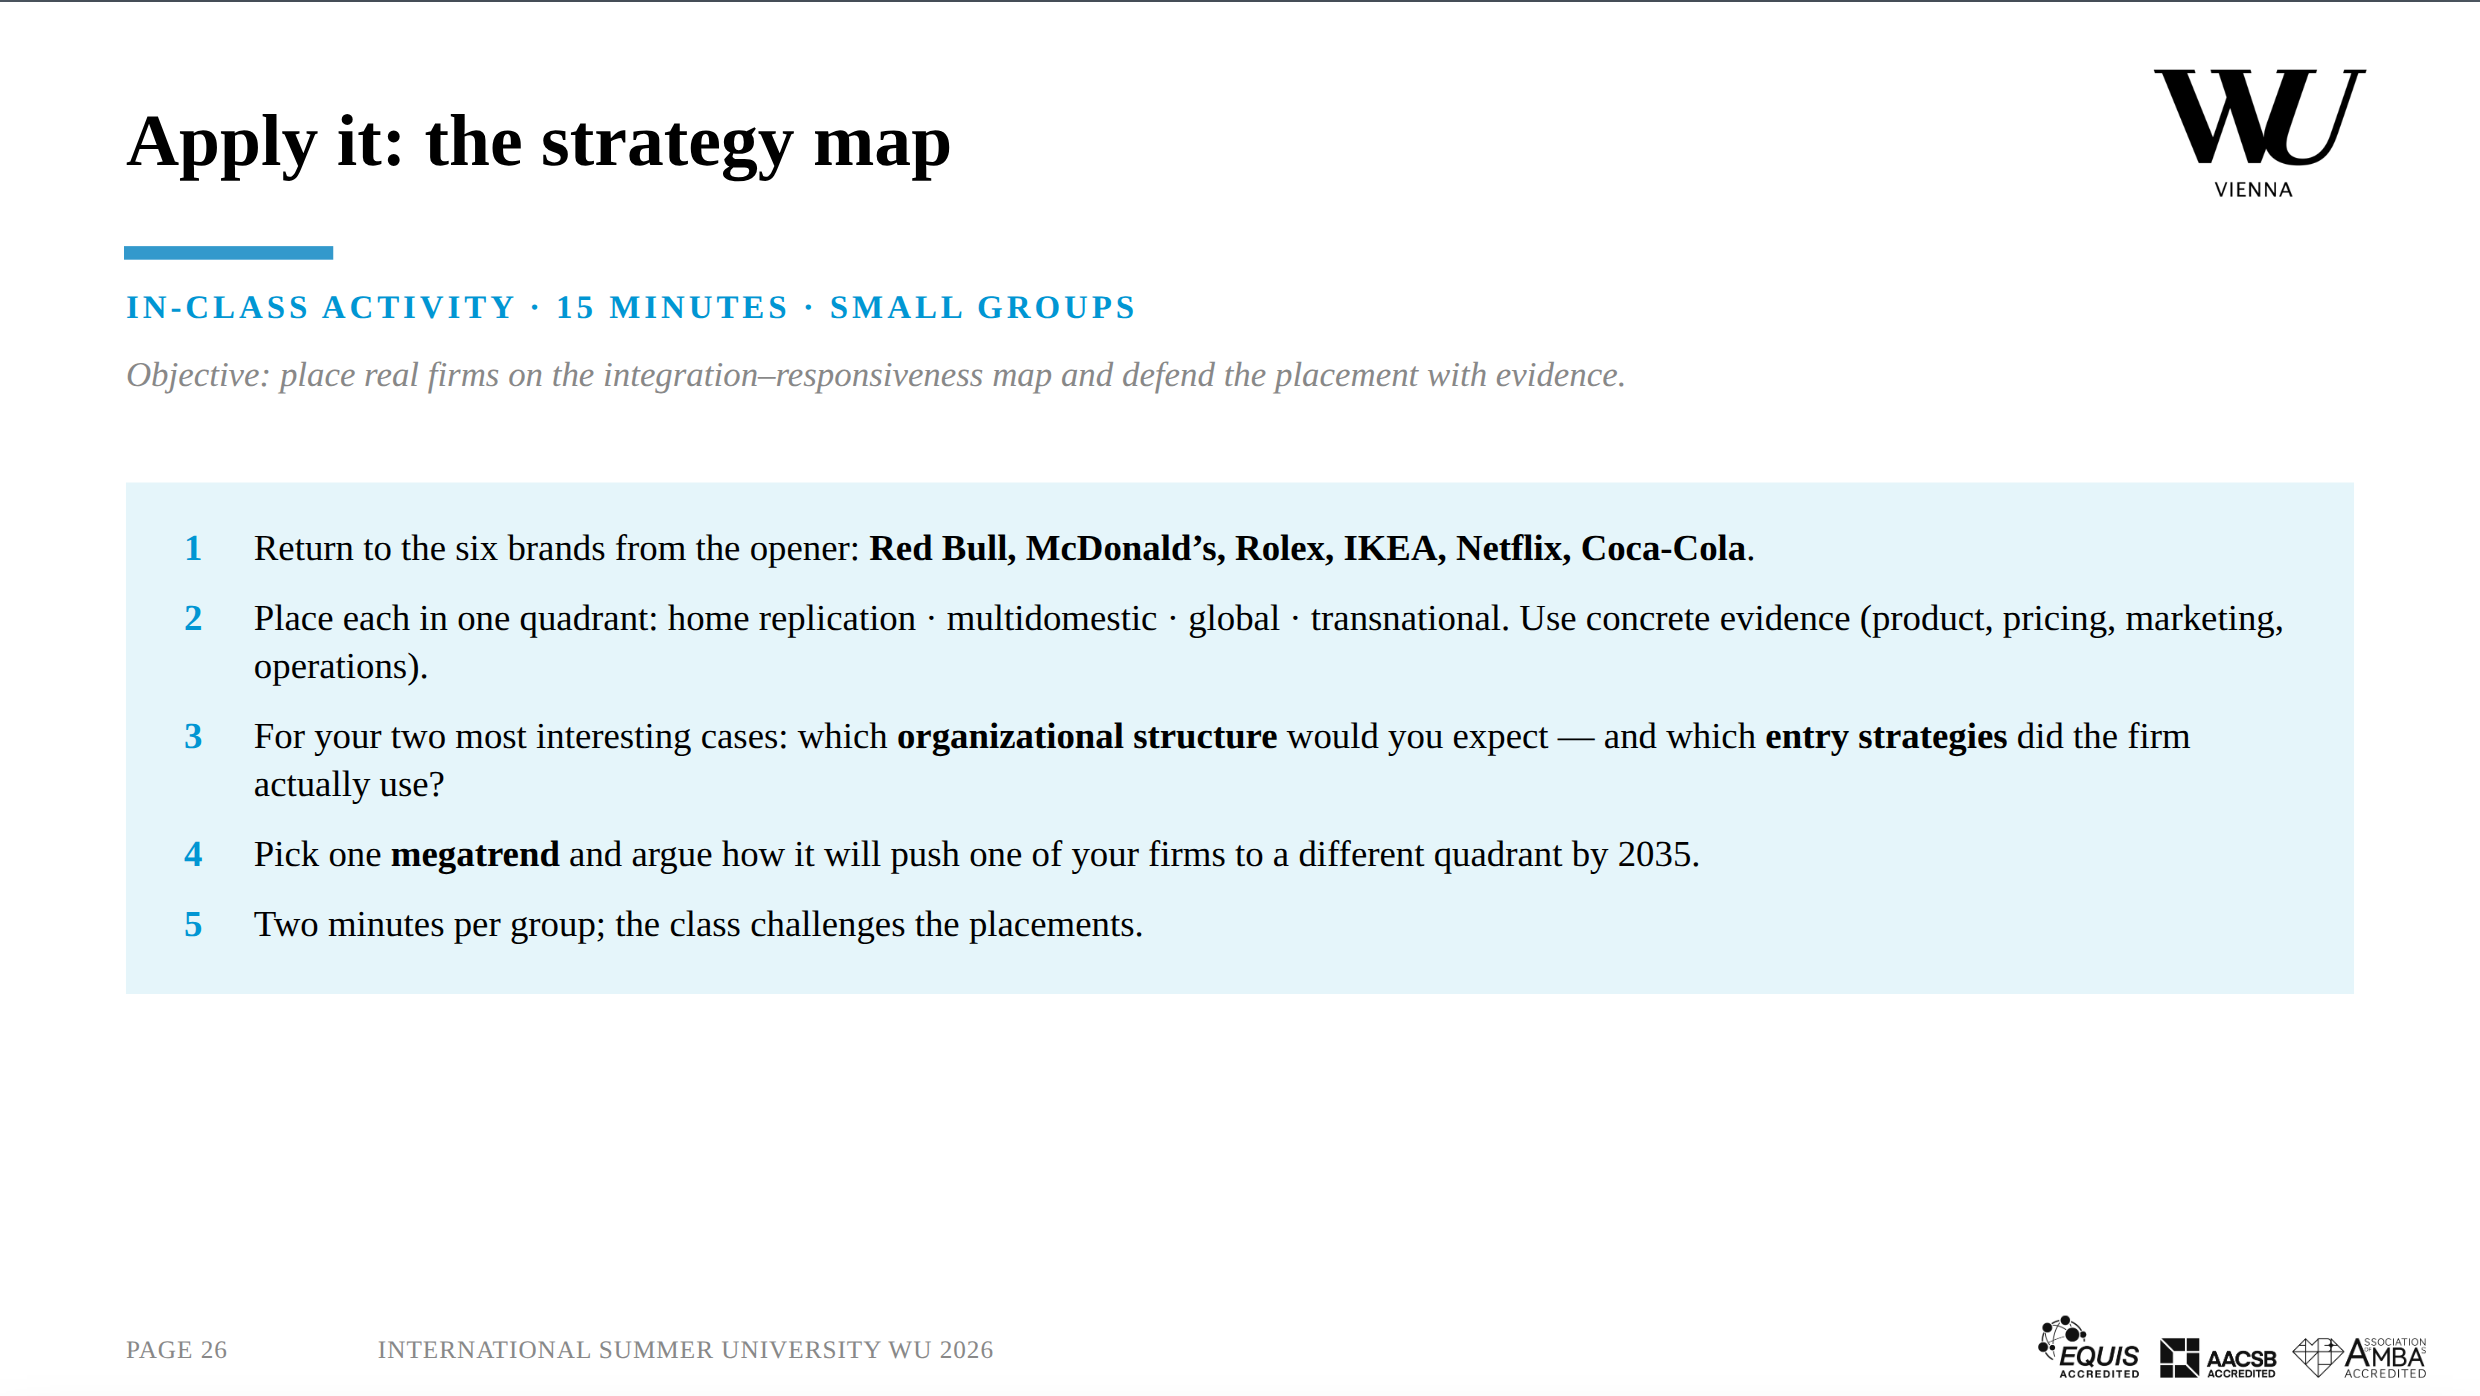 Apply it: the strategy map
WU
VIENNA
IN-CLASS ACTIVITY · 15 MINUTES · SMALL GROUPS
Objective: place real firms on the integration–responsiveness map and defend the placement with evidence.
1 Return to the six brands from the opener: Red Bull, McDonald’s, Rolex, IKEA, Netflix, Coca-Cola.
2 Place each in one quadrant: home replication · multidomestic · global · transnational. Use concrete evidence (product, pricing, marketing,
operations).
3 For your two most interesting cases: which organizational structure would you expect — and which entry strategies did the firm
actually use?
4 Pick one megatrend and argue how it will push one of your firms to a different quadrant by 2035.
5 Two minutes per group; the class challenges the placements.
PAGE 26 INTERNATIONAL SUMMER UNIVERSITY WU 2026
EQUIS
ACCREDITED
AACSB
ACCREDITED
ASSOCIATION
OF
MBAS
ACCREDITED